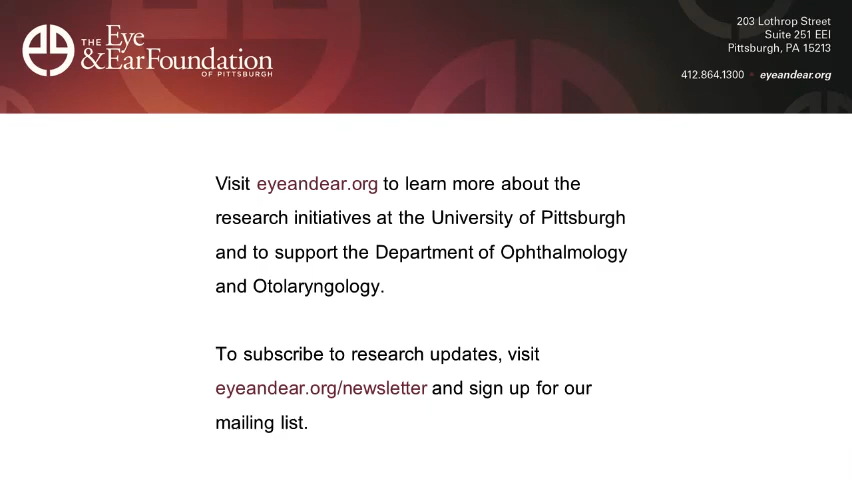 THE Eye
& Ear Foundation
OF PITTSBURGH
203 Lothrop Street
Suite 251 EEI
Pittsburgh, PA 15213
412.864.1300 • eyeandear.org
Visit eyeandear.org to learn more about the
research initiatives at the University of Pittsburgh
and to support the Department of Ophthalmology
and Otolaryngology.
To subscribe to research updates, visit
eyeandear.org/newsletter and sign up for our
mailing list.